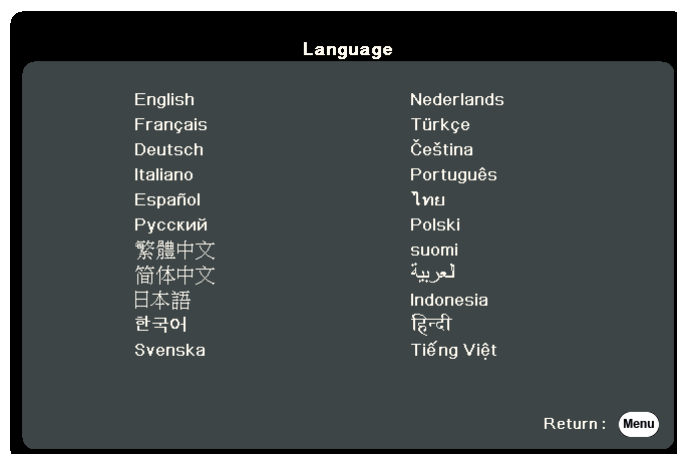 Language
English
Français
Deutsch
Italiano
Español
Русский
繁體中文
简体中文
日本語
한국어
Svenska
Nederlands
Türkçe
Čeština
Português
ไทย
Polski
suomi
العربية
Indonesia
हिन्दी
Tiếng Việt
Return : Menu